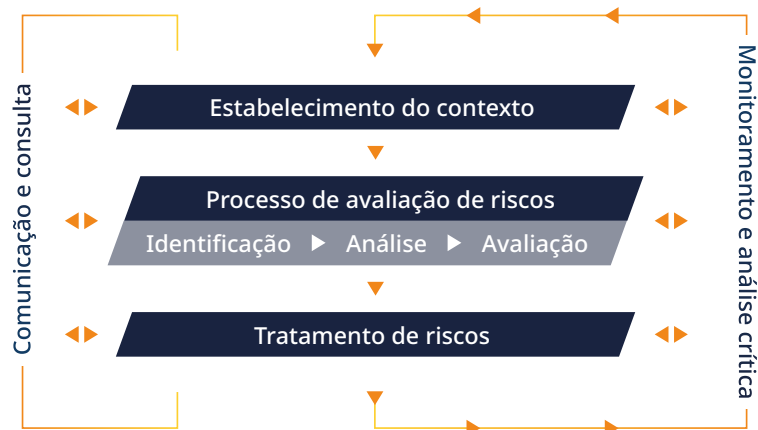 Comunicação e consulta
Estabelecimento do contexto
Processo de avaliação de riscos
Identificação Análise Avaliação
Tratamento de riscos
Monitoramento e análise crítica